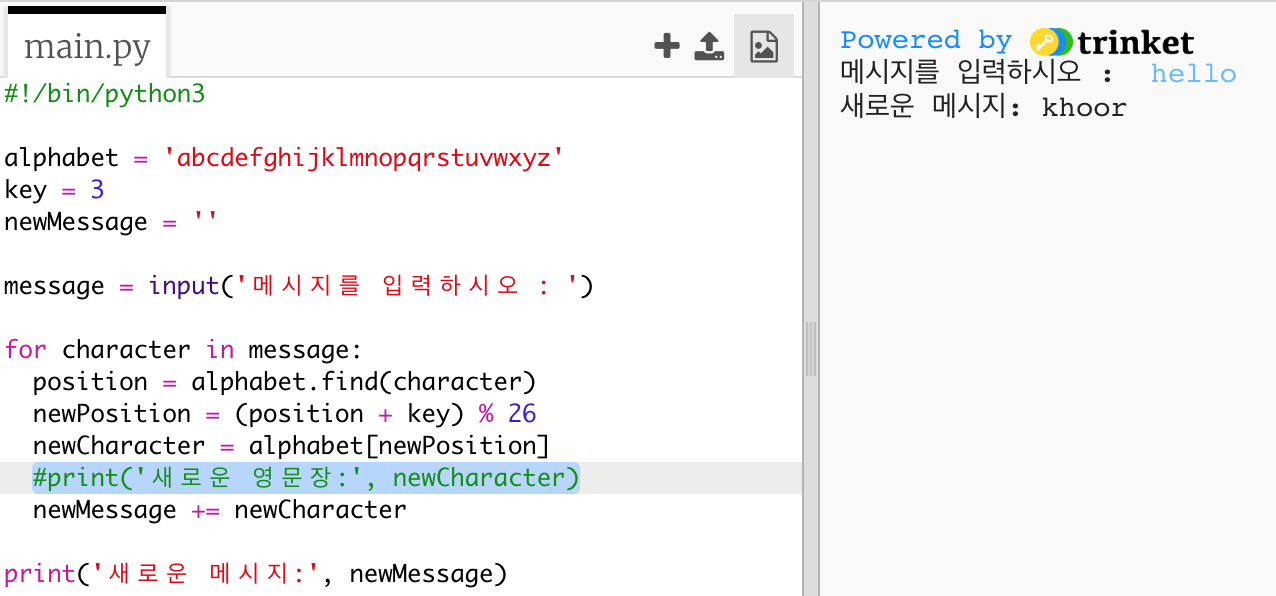 main.py
#!/bin/python3
alphabet = 'abcdefghijklmnopqrstuvwxyz'
key = 3
newMessage = ''
message = input('메시지를 입력하시오 : ')
for character in message:
  position = alphabet.find(character)
  newPosition = (position + key) % 26
  newCharacter = alphabet[newPosition]
  #print('새로운 영문장:', newCharacter)
  newMessage += newCharacter
print('새로운 메시지:', newMessage)
Powered by trinket
메시지를 입력하시오 :  hello
새로운 메시지: khoor